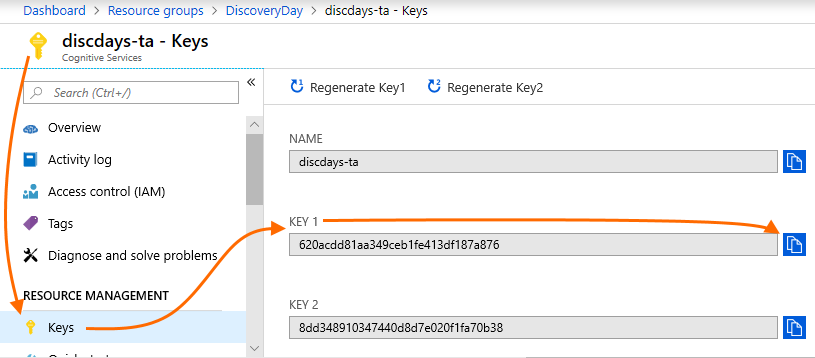 Dashboard > Resource groups > DiscoveryDay > discdays-ta - Keys
discdays-ta - Keys
Cognitive Services
Search (Ctrl+/)
Overview
Activity log
Access control (IAM)
Tags
Diagnose and solve problems
RESOURCE MANAGEMENT
Keys
Regenerate Key1
Regenerate Key2
NAME
discdays-ta
KEY 1
620acdd81aa349ceb1fe413df187a876
KEY 2
8dd348910347440d8d7e020f1fa70b38